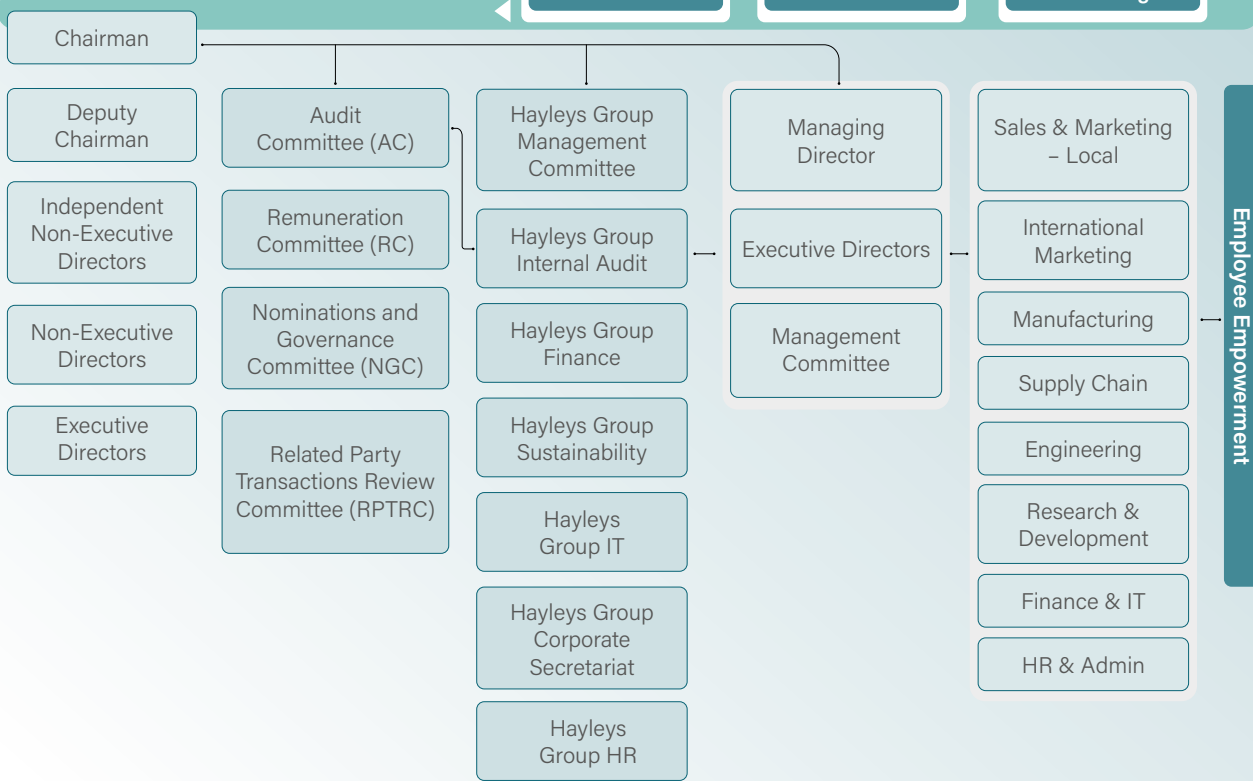 Chairman
Deputy
Chairman
Independent
Non-Executive
Directors
Non-Executive
Directors
Executive
Directors
Audit
Committee (AC)
Remuneration
Committee (RC)
Nominations and
Governance
Committee (NGC)
Related Party
Transactions Review
Committee (RPTRC)
Hayleys Group
Management
Committee
Hayleys Group
Internal Audit
Hayleys Group
Finance
Hayleys Group
Sustainability
Hayleys
Group IT
Hayleys Group
Corporate
Secretariat
Hayleys
Group HR
Managing
Director
Executive Directors
Management
Committee
Sales & Marketing
– Local
International
Marketing
Manufacturing
Supply Chain
Engineering
Research &
Development
Finance & IT
HR & Admin
Employee Empowerment